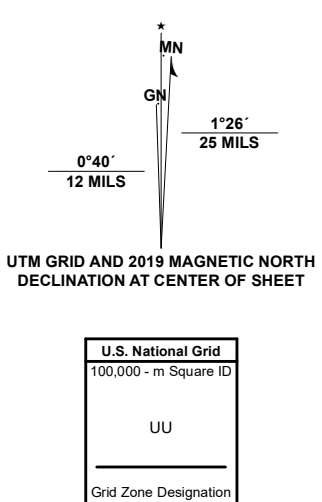 MN
GN
1°26´
25 MILS
0°40´
12 MILS
UTM GRID AND 2019 MAGNETIC NORTH
DECLINATION AT CENTER OF SHEET
U.S. National Grid
100,000 - m Square ID
UU
Grid Zone Designation